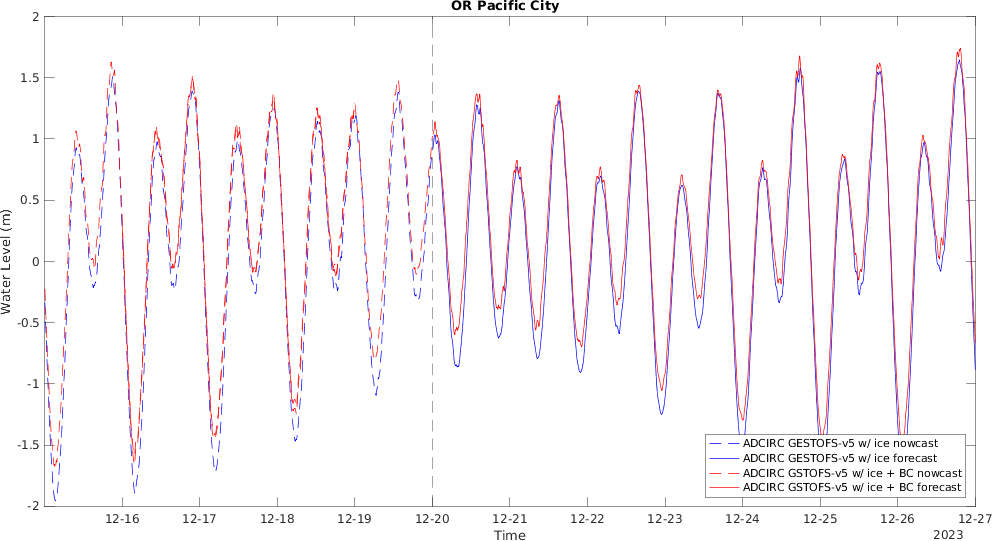 OR Pacific City
2
1.5
1
0.5
0
-0.5
-1
-1.5
-2
Water Level (m)
12-16 12-17 12-18 12-19 12-20 12-21 12-22 12-23 12-24 12-25 12-26 12-27
Time
2023
ADCIRC GESTOFS-v5 w/ ice nowcast
ADCIRC GESTOFS-v5 w/ ice forecast
ADCIRC GSTOFS-v5 w/ ice + BC nowcast
ADCIRC GSTOFS-v5 w/ ice + BC forecast